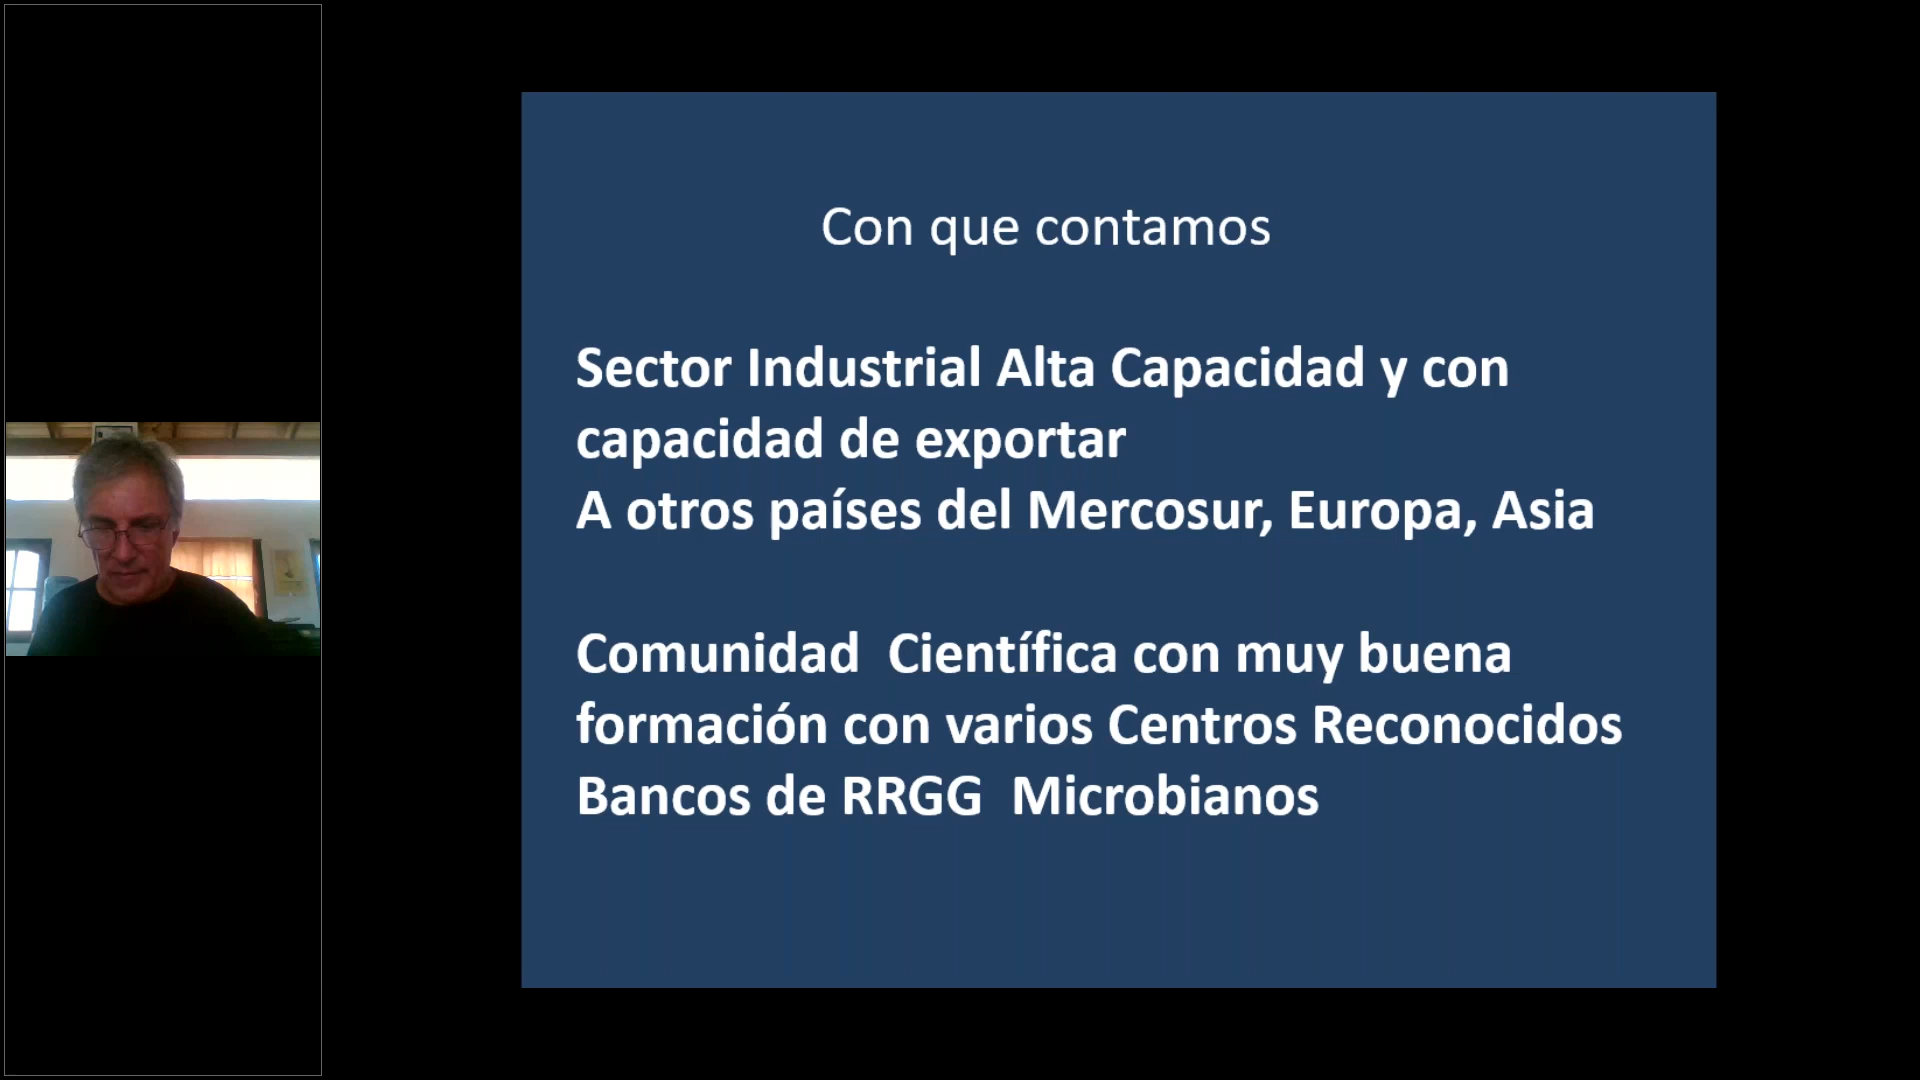 Con que contamos
Sector Industrial Alta Capacidad y con
capacidad de exportar
A otros países del Mercosur, Europa, Asia
Comunidad Científica con muy buena
formación con varios Centros Reconocidos
Bancos de RRGG Microbianos